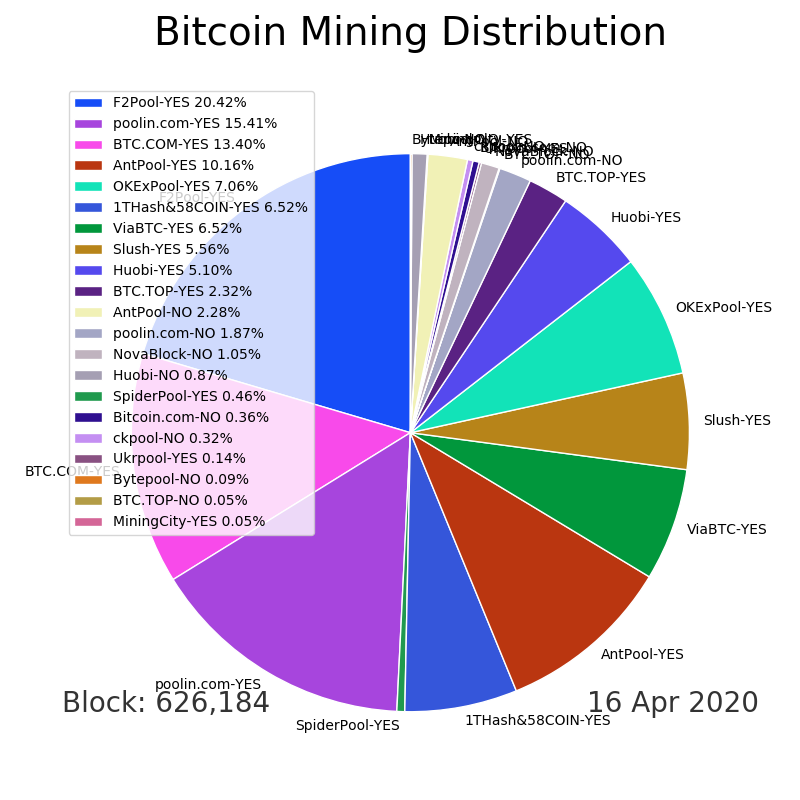 Bitcoin Mining Distribution
F2Pool-YES 20.42%
poolin.com-YES 15.41%
BTC.COM-YES 13.40%
AntPool-YES 10.16%
OKExPool-YES 7.06%
1THash&58COIN-YES 6.52%
ViaBTC-YES 6.52%
Slush-YES 5.56%
Huobi-YES 5.10%
BTC.TOP-YES 2.32%
AntPool-NO 2.28%
poolin.com-NO 1.87%
NovaBlock-NO 1.05%
Huobi-NO 0.87%
SpiderPool-YES 0.46%
Bitcoin.com-NO 0.36%
ckpool-NO 0.32%
Ukrpool-YES 0.14%
Bytepool-NO 0.09%
BTC.TOP-NO 0.05%
MiningCity-YES 0.05%
F2Pool-YES
BTC.COM-YES
poolin.com-YES
SpiderPool-YES
1THash&58COIN-YES
AntPool-YES
ViaBTC-YES
Slush-YES
OKExPool-YES
Huobi-YES
BTC.TOP-YES
poolin.com-NO
BTC.TOP-NO
Block: 626,184
16 Apr 2020